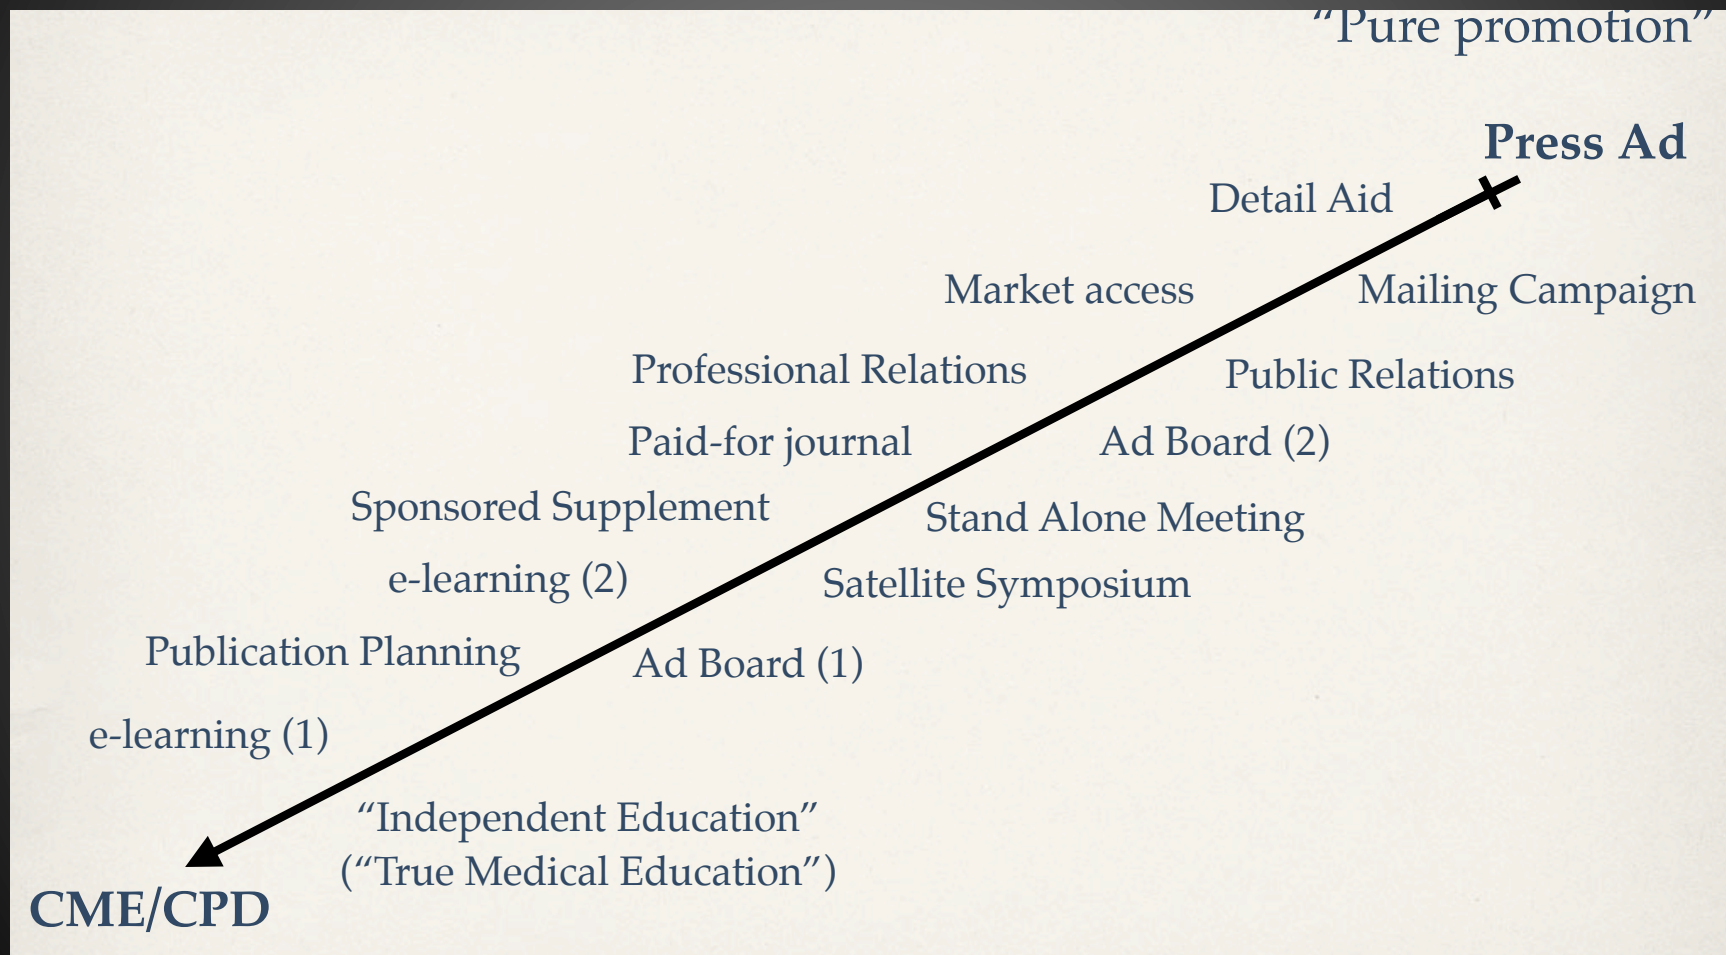 “Pure promotion”
Press Ad
Detail Aid
Market access
Mailing Campaign
Professional Relations
Public Relations
Paid-for journal
Ad Board (2)
Sponsored Supplement
Stand Alone Meeting
e-learning (2)
Satellite Symposium
Publication Planning
Ad Board (1)
e-learning (1)
“Independent Education”
(“True Medical Education”)
CME/CPD